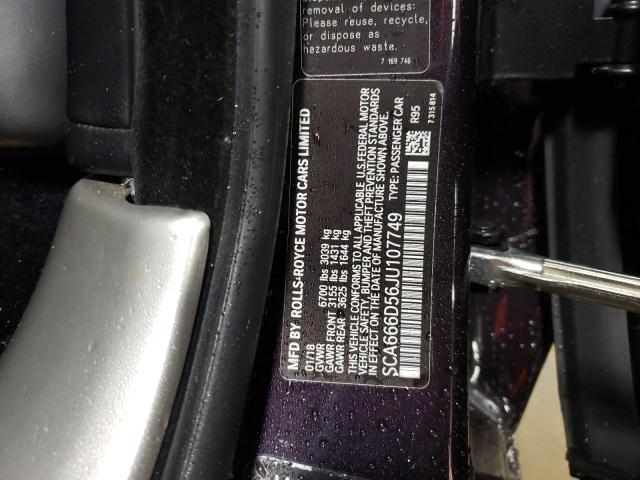 removal of devices:
Please reuse, recycle,
or dispose as
hazardous waste.
7 169 746
MFD BY ROLLS-ROYCE MOTOR CARS LIMITED
01/18
GVWR 6700 lbs 3039 kg
GAWR FRONT 3155 lbs 1431 kg
GAWR REAR 3625 lbs 1644 kg
THIS VEHICLE CONFORMS TO ALL APPLICABLE U.S.FEDERAL MOTOR
VEHICLE SAFETY, BUMPER AND THEFT PREVENTION STANDARDS
IN EFFECT ON THE DATE OF MANUFACTURE SHOWN ABOVE.
SCA666D56JU107749 TYPE: PASSENGER CAR
R95
7315814